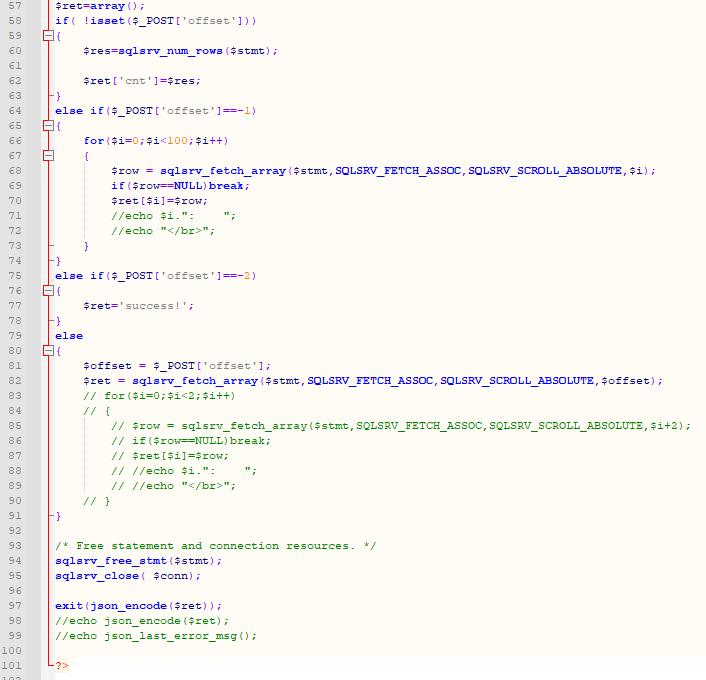 57 $ret=array();
58 if( !isset($_POST['offset']))
59 {
60 $res=sqlsrv_num_rows($stmt);
61
62 $ret['cnt']=$res;
63 }
64 else if($_POST['offset']==-1)
65 {
66 for($i=0;$i<100;$i++)
67 {
68 $row = sqlsrv_fetch_array($stmt,SQLSRV_FETCH_ASSOC,SQLSRV_SCROLL_ABSOLUTE,$i);
69 if($row==NULL)break;
70 $ret[$i]=$row;
71 //echo $i.":    ";
72 //echo "</br>";
73 }
74 }
75 else if($_POST['offset']==-2)
76 {
77 $ret='success!';
78 }
79 else
80 {
81 $offset = $_POST['offset'];
82 $ret = sqlsrv_fetch_array($stmt,SQLSRV_FETCH_ASSOC,SQLSRV_SCROLL_ABSOLUTE,$offset);
83 // for($i=0;$i<2;$i++)
84 // {
85 // $row = sqlsrv_fetch_array($stmt,SQLSRV_FETCH_ASSOC,SQLSRV_SCROLL_ABSOLUTE,$i+2);
86 // if($row==NULL)break;
87 // $ret[$i]=$row;
88 // //echo $i.":    ";
89 // //echo "</br>";
90 // }
91 }
92
93 /* Free statement and connection resources. */
94 sqlsrv_free_stmt($stmt);
95 sqlsrv_close( $conn);
96
97 exit(json_encode($ret));
98 //echo json_encode($ret);
99 //echo json_last_error_msg();
100
101 ?>
102